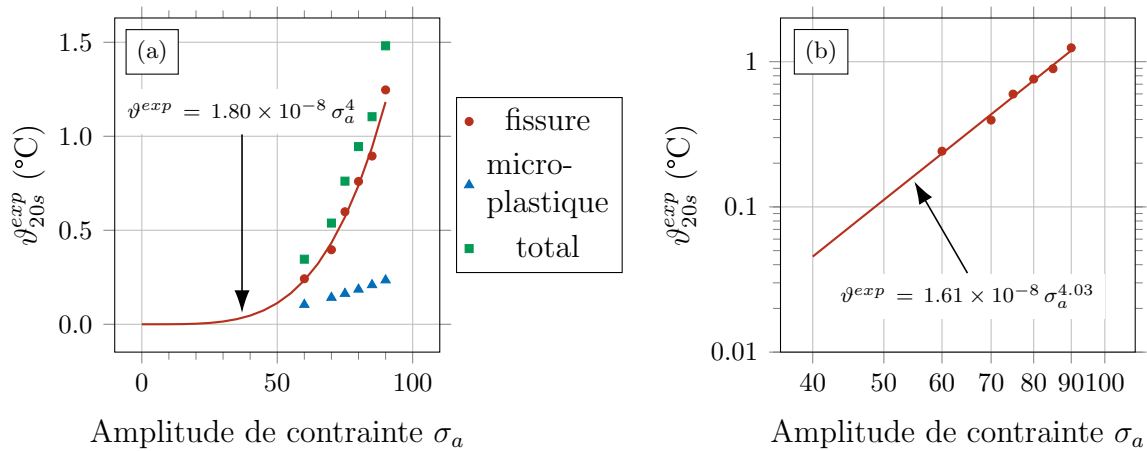 (a)
1.5
1.0
0.5
0.0
ϑ^{exp}_{20s} (°C)
ϑ^{exp} = 1.80 × 10^{-8} σ_a^4
0 50 100
Amplitude de contrainte σ_a
fissure
micro-
plastique
total
(b)
1
0.1
0.01
ϑ^{exp}_{20s} (°C)
ϑ^{exp} = 1.61 × 10^{-8} σ_a^{4.03}
40 50 60 70 80 90 100
Amplitude de contrainte σ_a